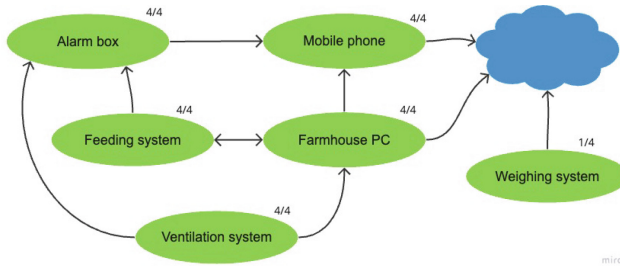 4/4
4/4
Alarm box
Mobile phone
4/4
4/4
1/4
Feeding system
Farmhouse PC
Weighing system
4/4
Ventilation system